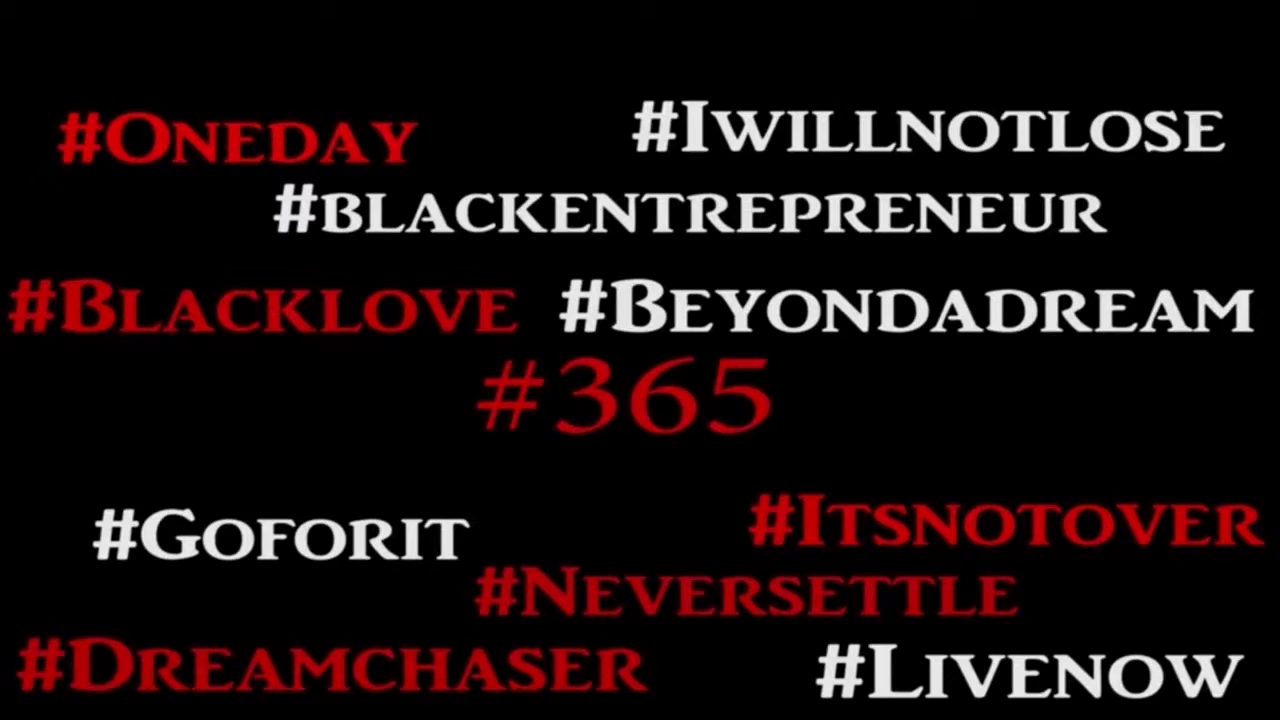 #Oneday
#Iwillnotlose
#blackentrepreneur
#Blacklove
#Beyondadream
#365
#Goforit
#Itsnotover
#Neversettle
#Dreamchaser
#Livenow